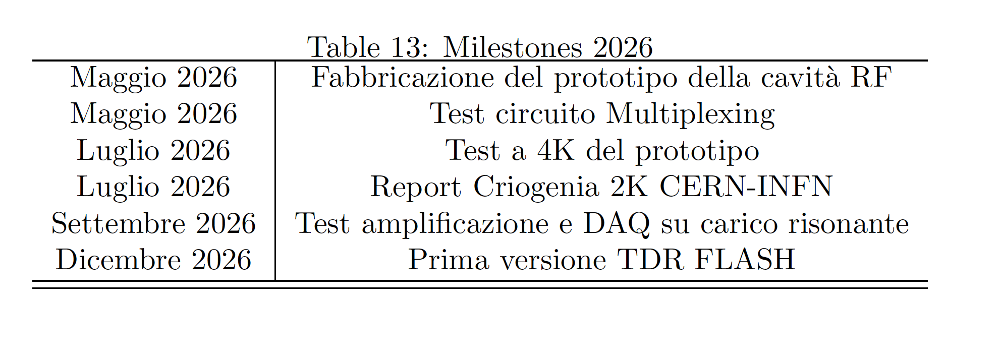 Table 13: Milestones 2026
Maggio 2026 Fabbricazione del prototipo della cavità RF
Maggio 2026 Test circuito Multiplexing
Luglio 2026 Test a 4K del prototipo
Luglio 2026 Report Criogenia 2K CERN-INFN
Settembre 2026 Test amplificazione e DAQ su carico risonante
Dicembre 2026 Prima versione TDR FLASH